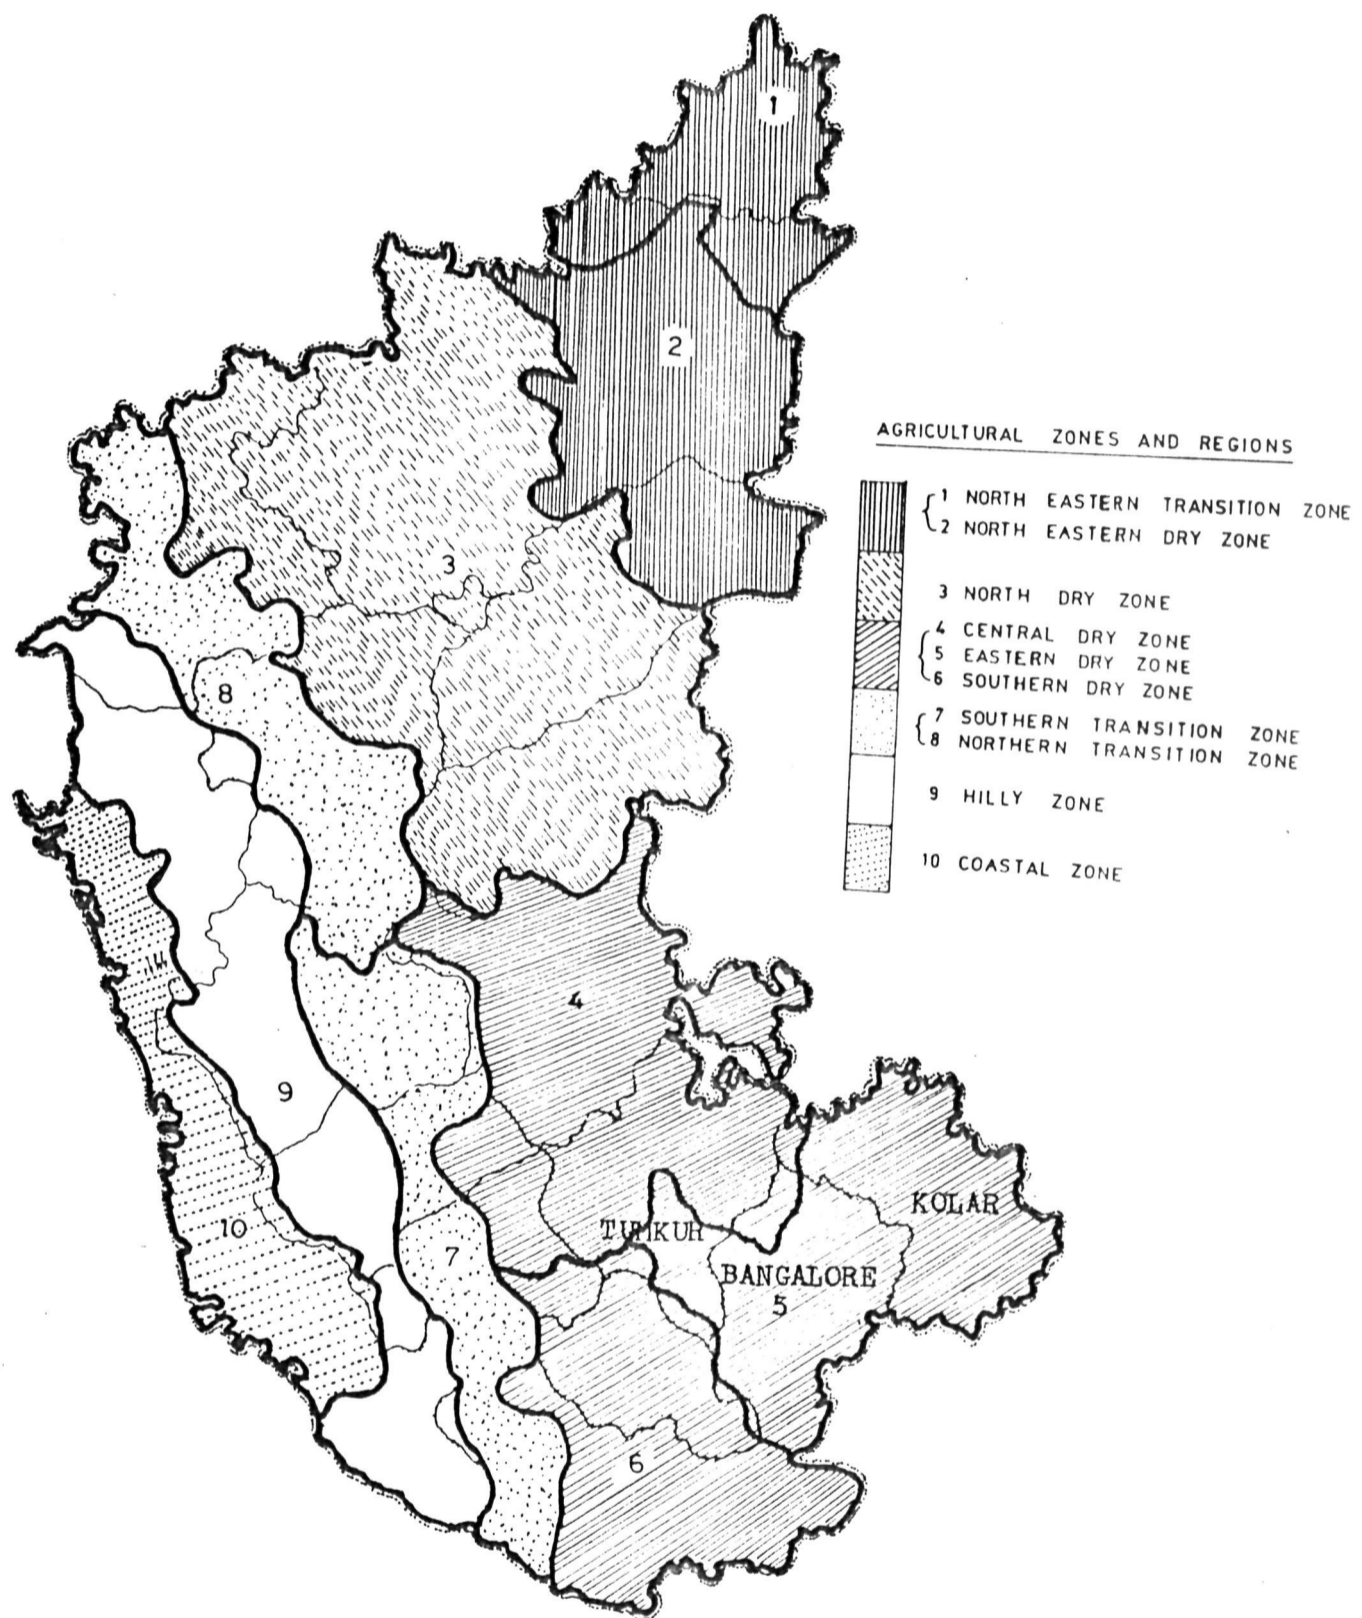 1
2
AGRICULTURAL ZONES AND REGIONS
1 NORTH EASTERN TRANSITION ZONE
2 NORTH EASTERN DRY ZONE
3
3 NORTH DRY ZONE
4 CENTRAL DRY ZONE
5 EASTERN DRY ZONE
6 SOUTHERN DRY ZONE
8
7 SOUTHERN TRANSITION ZONE
8 NORTHERN TRANSITION ZONE
9 HILLY ZONE
10 COASTAL ZONE
4
9
KOLAR
10
7
TUMKUR
BANGALORE
5
6